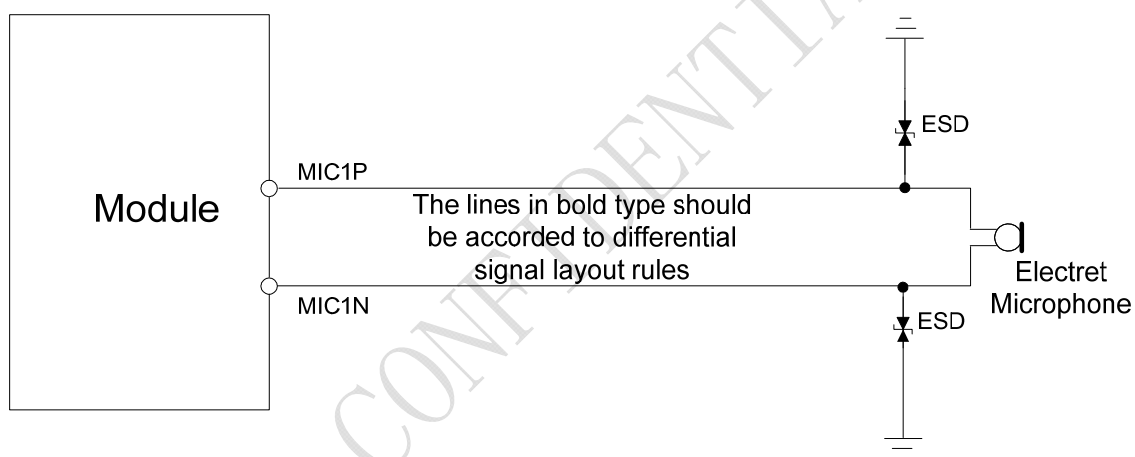 ESD
MIC1P
Module
The lines in bold type should
be accorded to differential
signal layout rules
Electret
Microphone
MIC1N
ESD
CONFIDENTIA